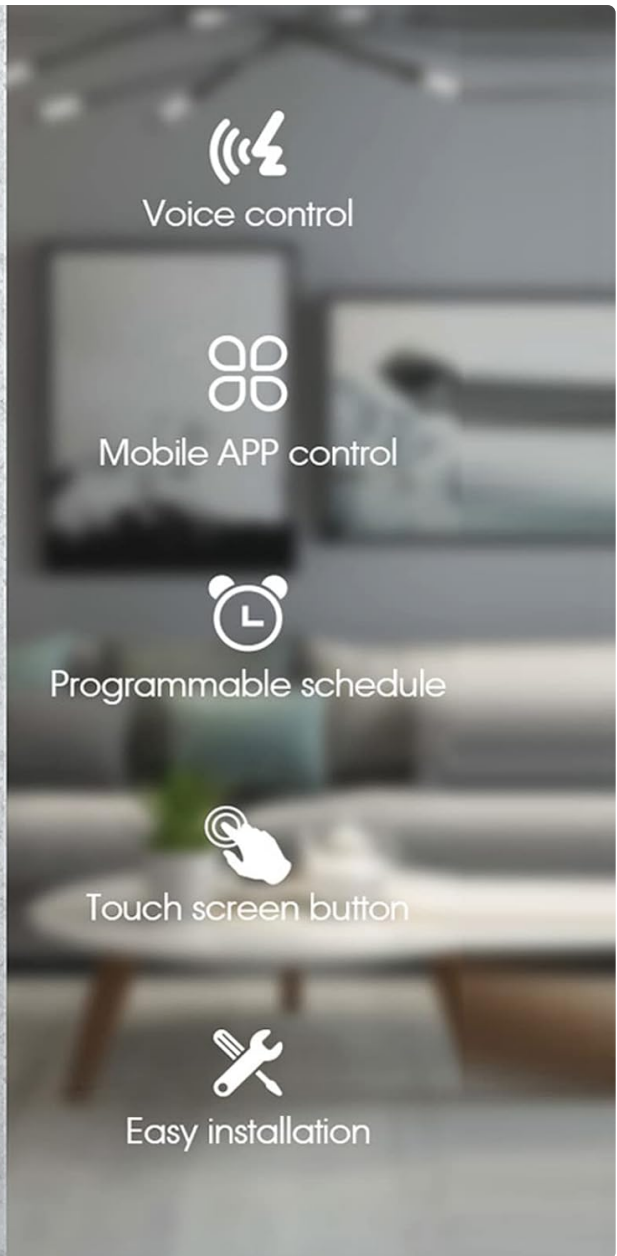 Voice control
Mobile APP control
Programmable schedule
Touch screen button
Easy installation